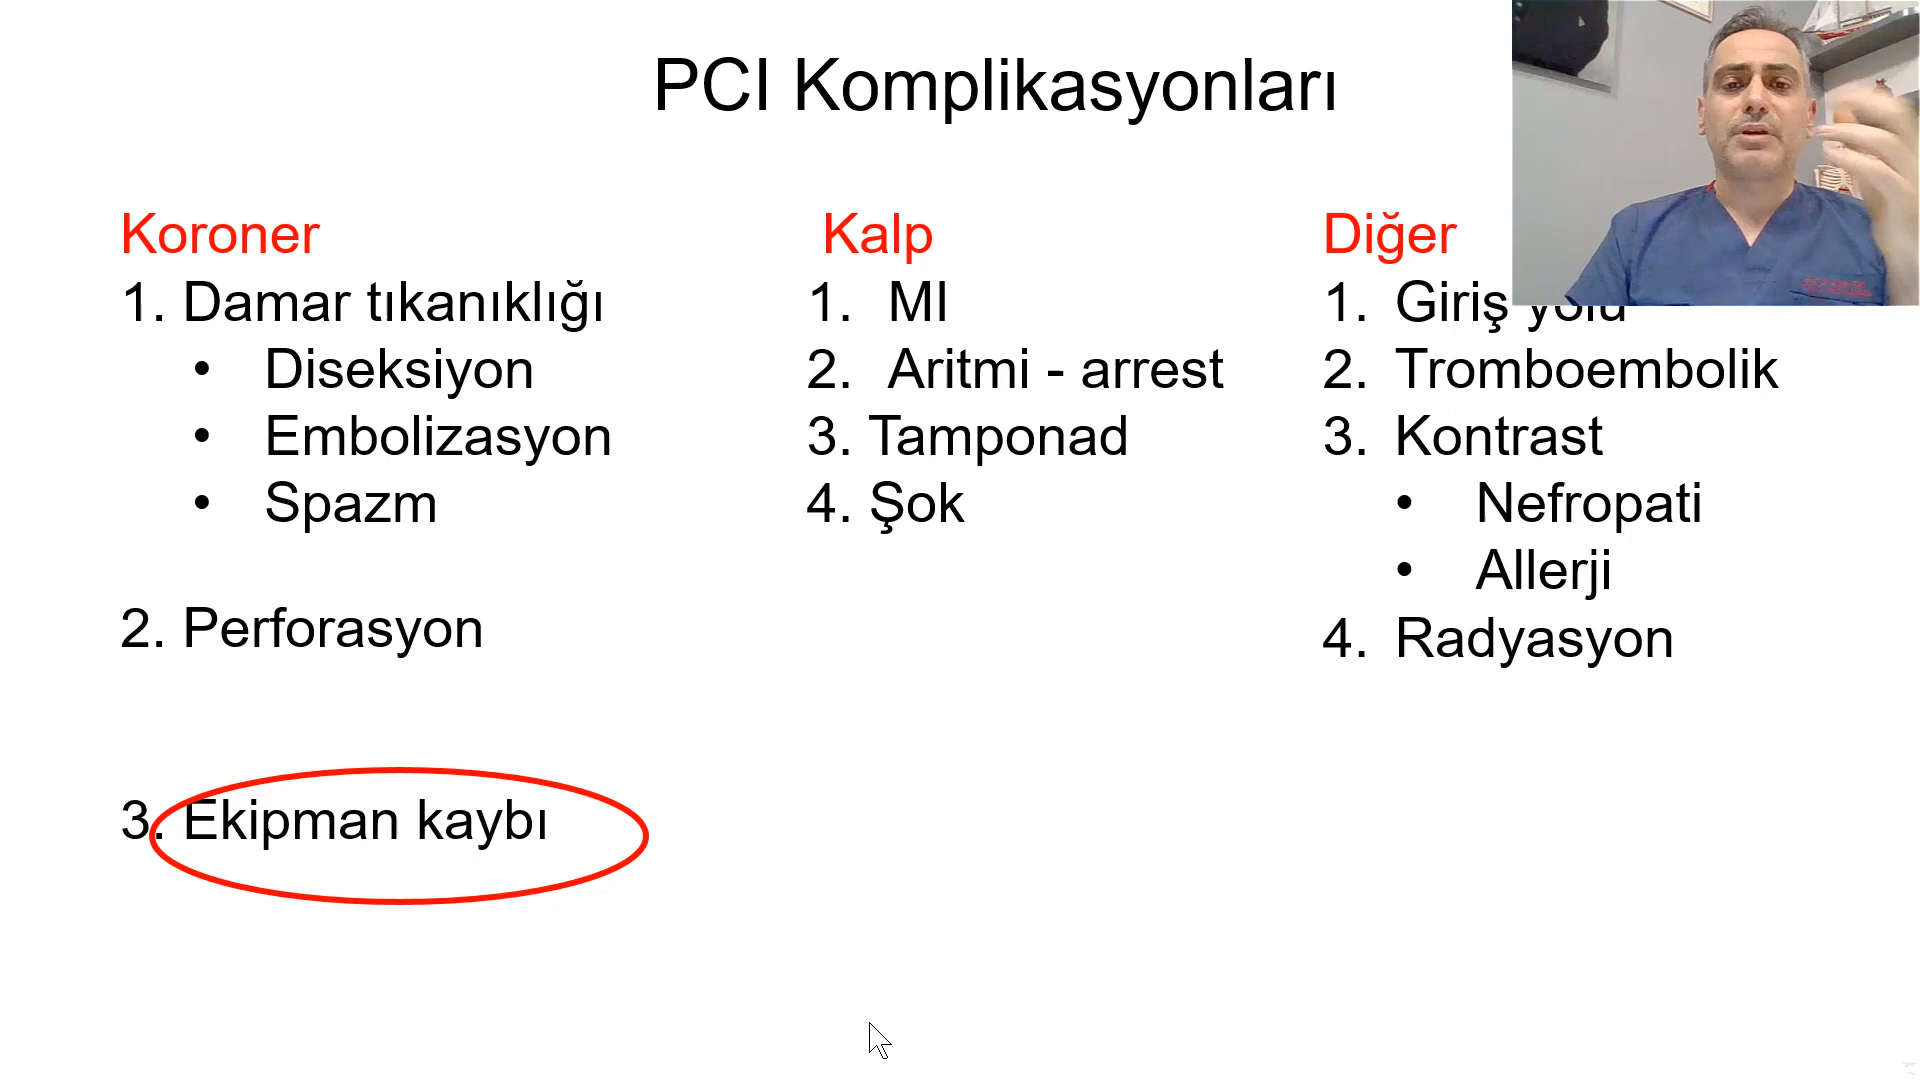 PCI Komplikasyonları
Koroner
1. Damar tıkanıklığı
• Diseksiyon
• Embolizasyon
• Spazm
2. Perforasyon
3. Ekipman kaybı
Kalp
1. MI
2. Aritmi - arrest
3. Tamponad
4. Şok
Diğer
1. Giriş yolu
2. Tromboembolik
3. Kontrast
• Nefropati
• Allerji
4. Radyasyon